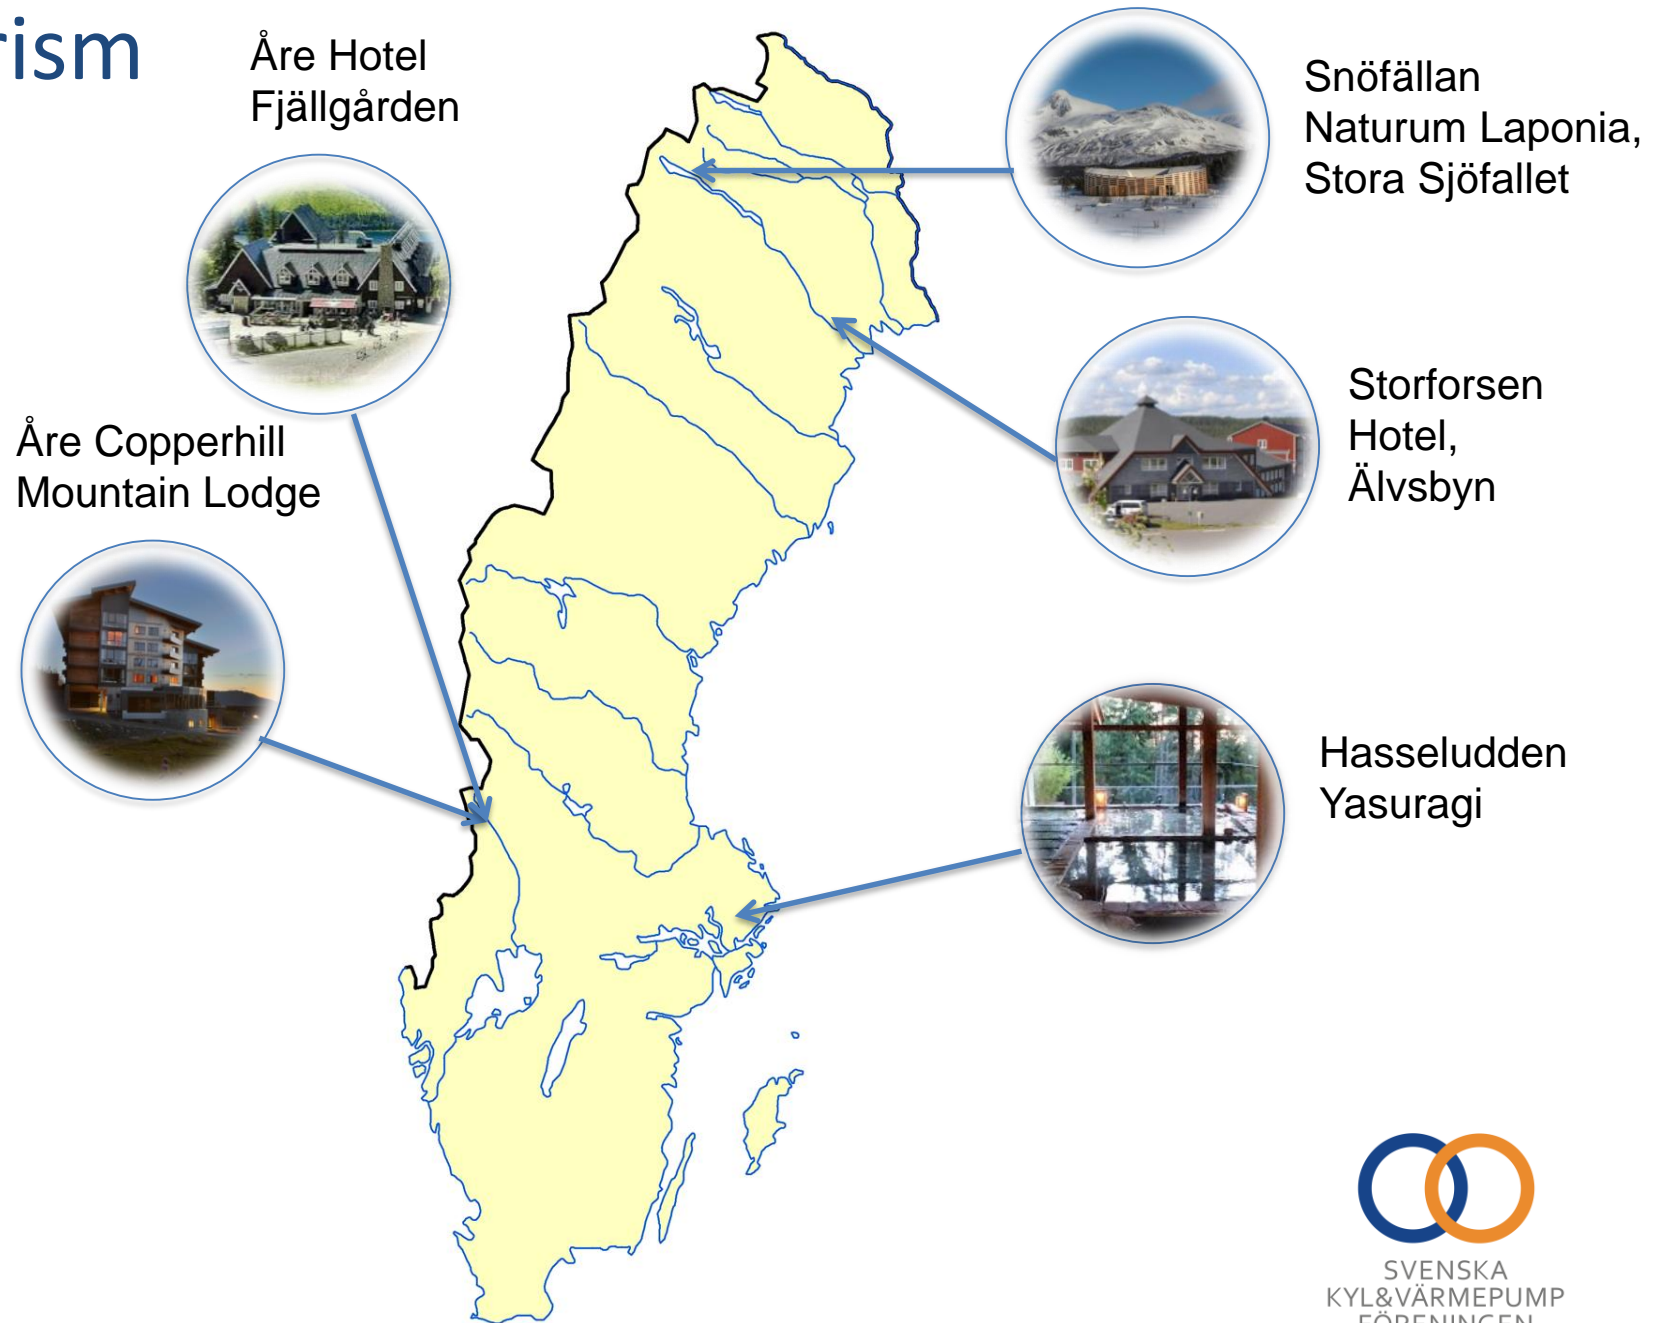 rism
Åre Hotel
Fjällgården
Snöfällan
Naturum Laponia,
Stora Sjöfallet
Storforsen
Hotel,
Älvsbyn
Åre Copperhill
Mountain Lodge
Hasseludden
Yasuragi
SVENSKA
KYL&VÄRMEPUMP
FÖRENINGEN